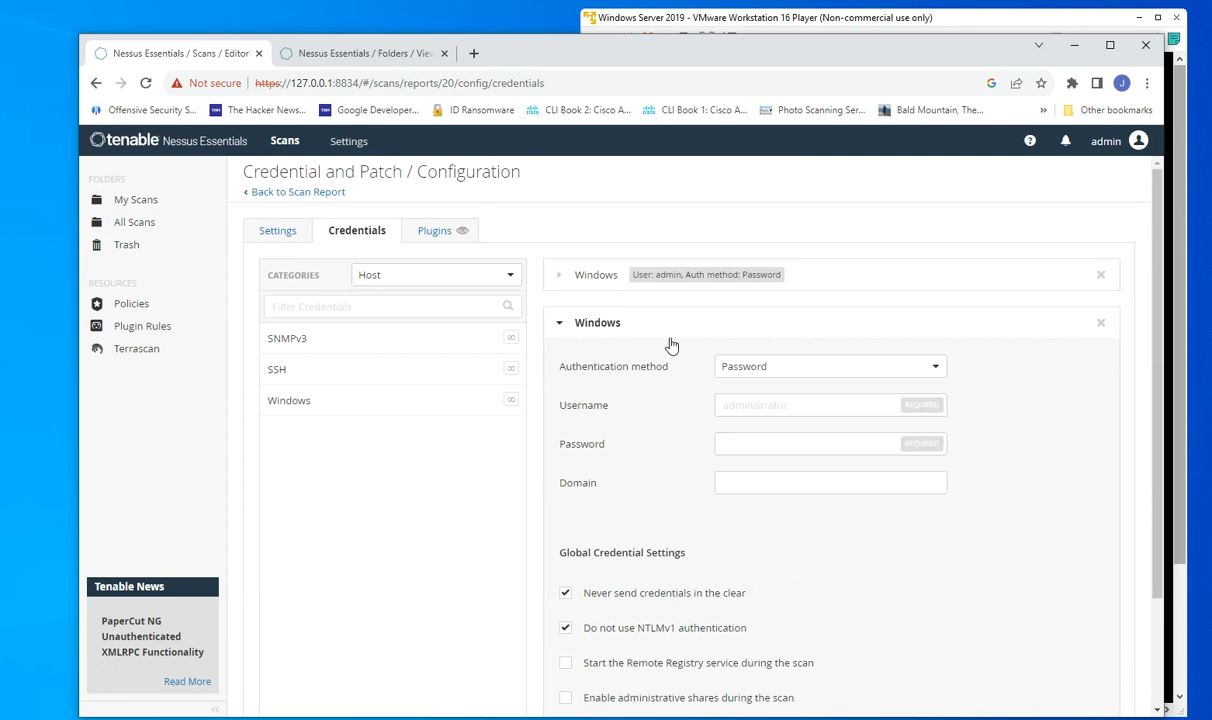 Windows Server 2019 - VMware Workstation 16 Player (Non-commercial use only)
Nessus Essentials / Scans / Editor
Nessus Essentials / Folders / Vie
Not secure
https://127.0.0.1:8834/#/scans/reports/20/config/credentials
G
J
Offensive Security S...
The Hacker News...
Google Developer...
ID Ransomware
CLI Book 2: Cisco A...
CLI Book 1: Cisco A...
Photo Scanning Ser...
Bald Mountain, The...
»
Other bookmarks
tenable Nessus Essentials
Scans
Settings
admin
FOLDERS
My Scans
All Scans
Trash
RESOURCES
Policies
Plugin Rules
Terrascan
Tenable News
PaperCut NG
Unauthenticated
XMLRPC Functionality
Read More
Credential and Patch / Configuration
‹ Back to Scan Report
Settings
Credentials
Plugins
CATEGORIES
Host
Filter Credentials
SNMPv3
∞
SSH
∞
Windows
∞
Windows
User: admin, Auth method: Password
Windows
Authentication method
Password
Username
administrator
REQUIRED
Password
REQUIRED
Domain
Global Credential Settings
Never send credentials in the clear
Do not use NTLMv1 authentication
Start the Remote Registry service during the scan
Enable administrative shares during the scan